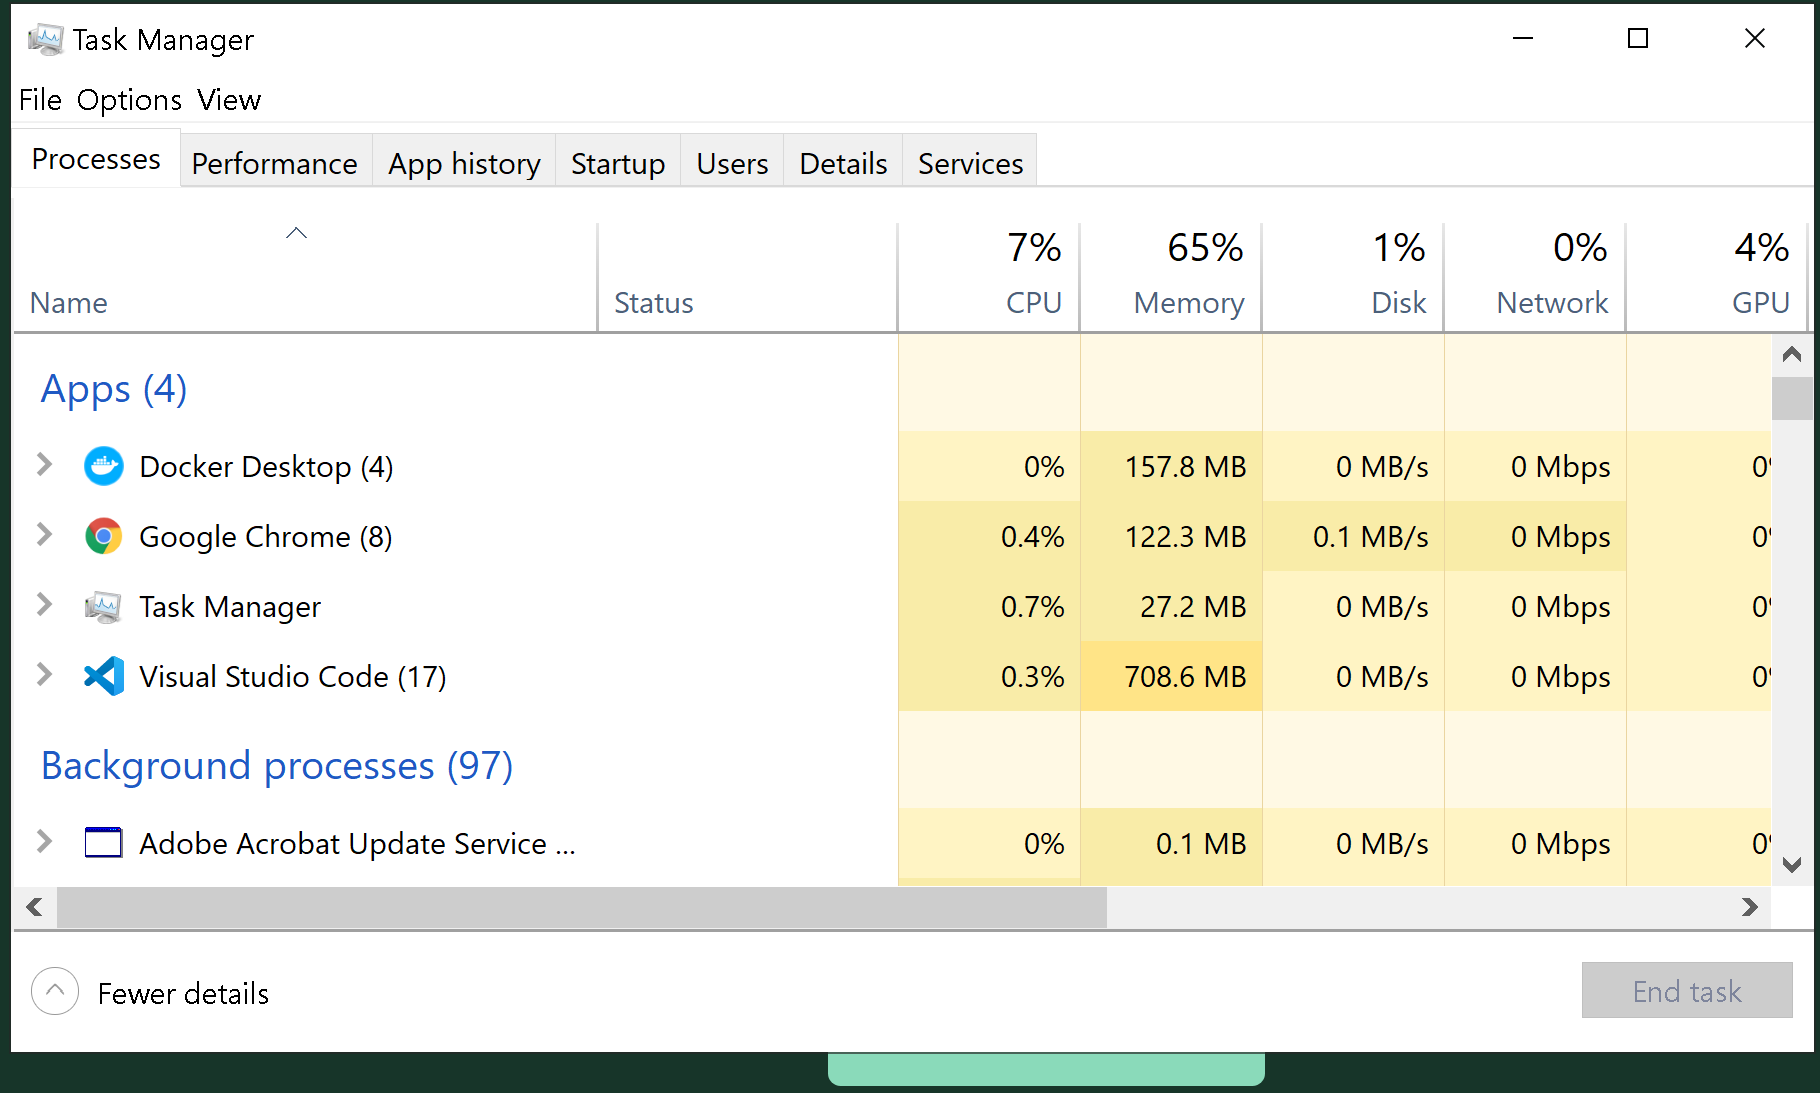 Task Manager
File Options View
Processes Performance App history Startup Users Details Services
7% 65% 1% 0% 4%
Name Status CPU Memory Disk Network GPU
Apps (4)
Docker Desktop (4) 0% 157.8 MB 0 MB/s 0 Mbps 0
Google Chrome (8) 0.4% 122.3 MB 0.1 MB/s 0 Mbps 0
Task Manager 0.7% 27.2 MB 0 MB/s 0 Mbps 0
Visual Studio Code (17) 0.3% 708.6 MB 0 MB/s 0 Mbps 0
Background processes (97)
Adobe Acrobat Update Service ... 0% 0.1 MB 0 MB/s 0 Mbps 0
Fewer details End task